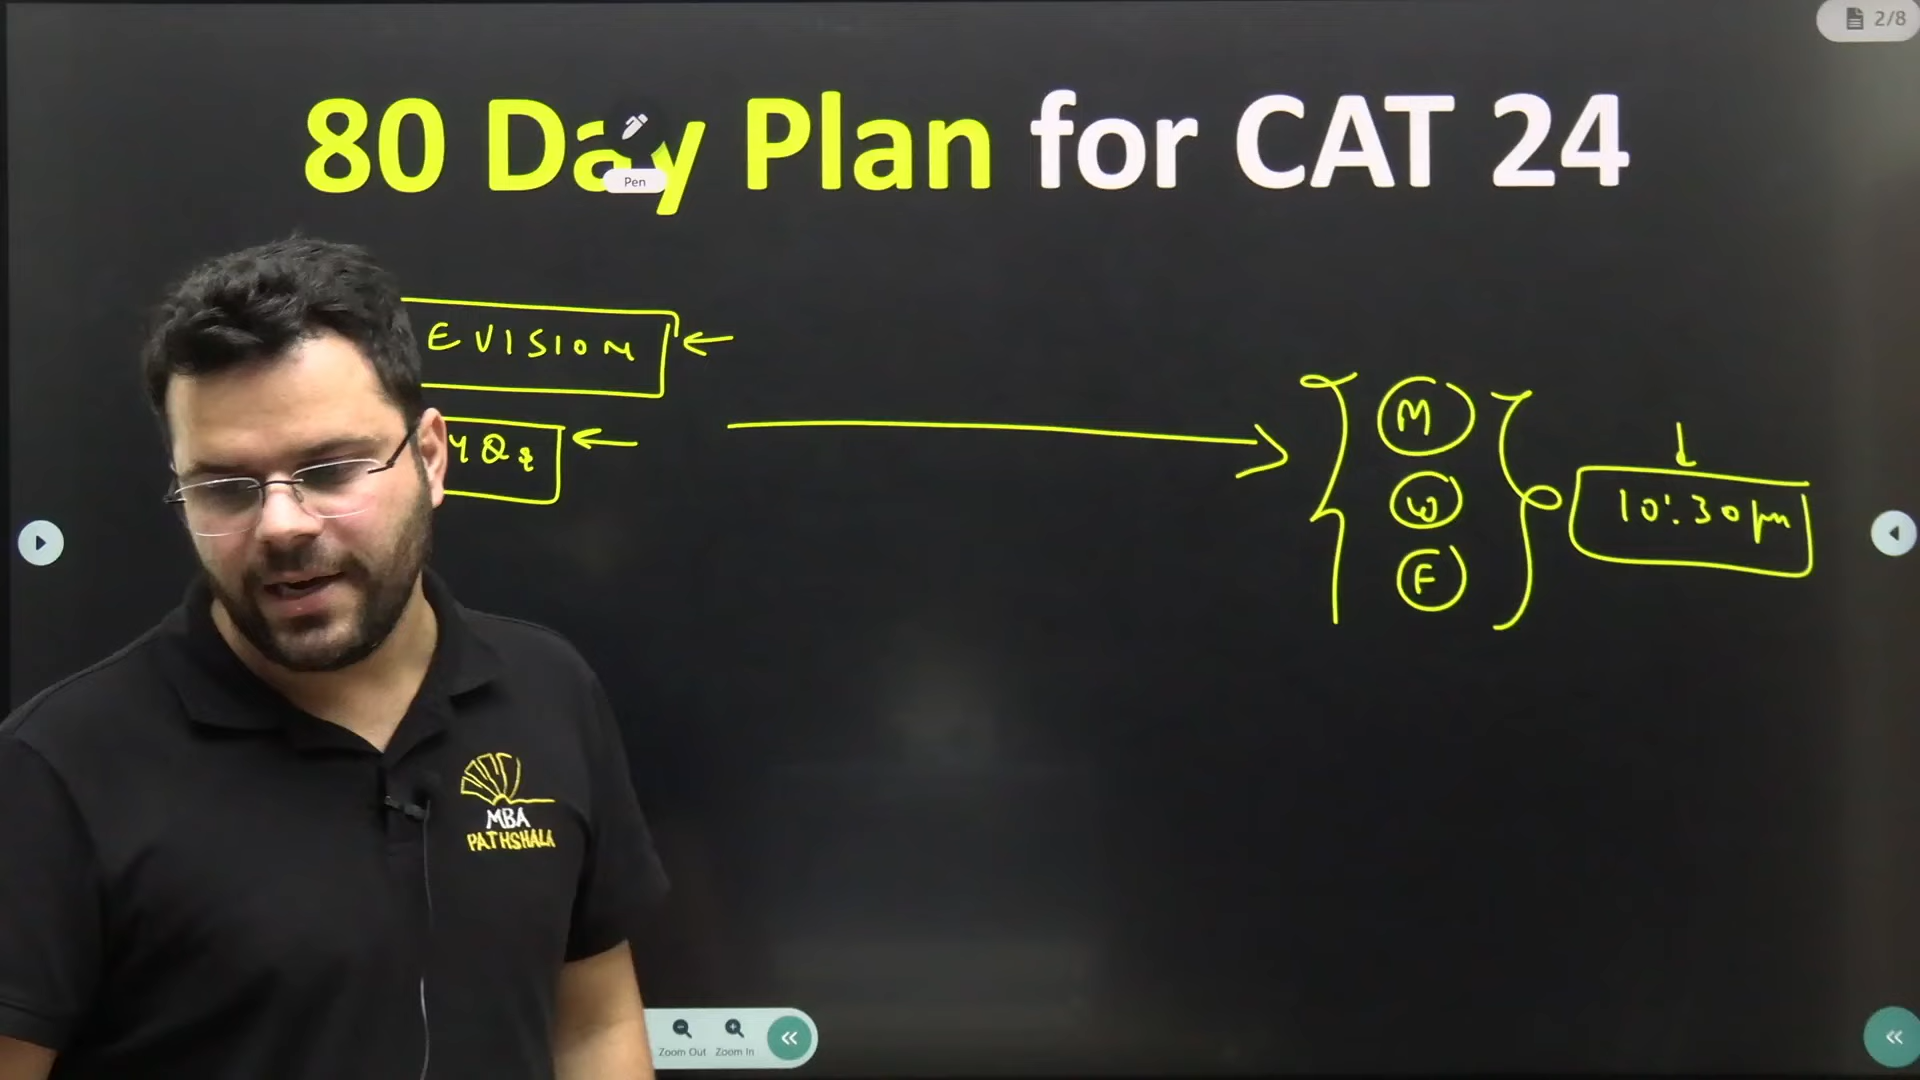 2/8
80 Day Plan for CAT 24
Pen
EVISION
YQs
M
W
F
10:30pm
MBA
PATHSHALA
Zoom Out Zoom In